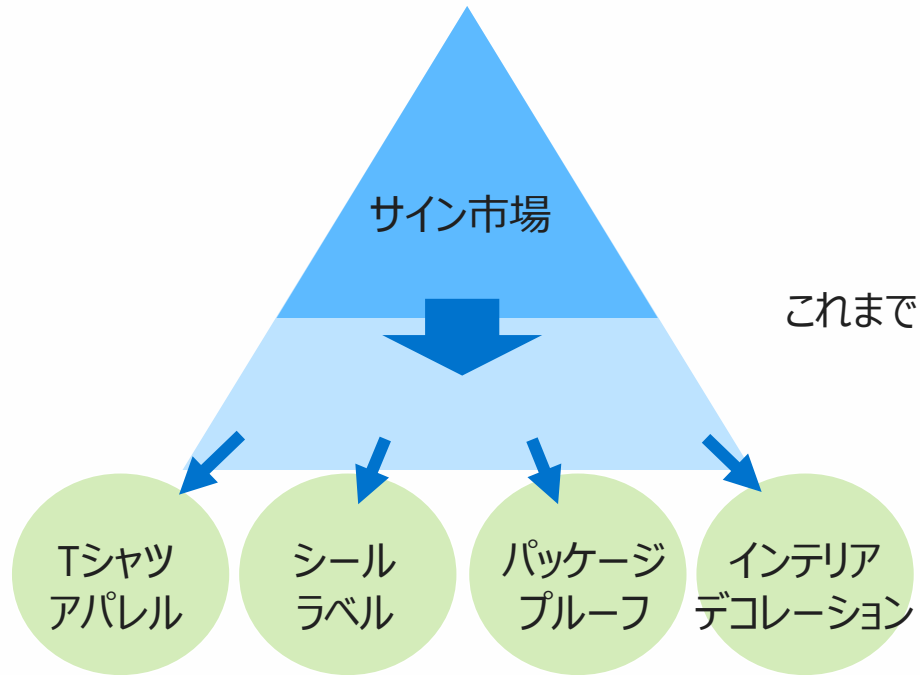 サイン市場
これまで
Tシャツ
アパレル
シール
ラベル
パッケージ
プルーフ
インテリア
デコレーション